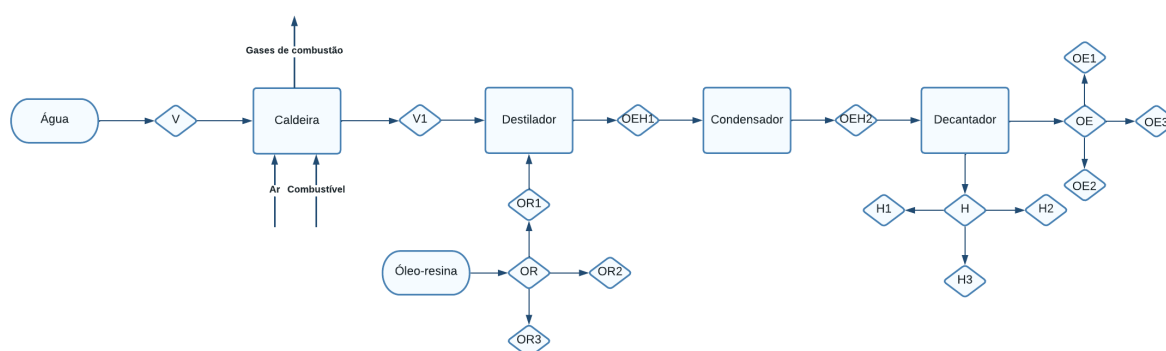 Gases de combustão
OE1
Água
V
Caldeira
V1
Destilador
OEH1
Condensador
OEH2
Decantador
OE
OE3
Ar
Combustível
OE2
OR1
H1
H
H2
Óleo-resina
OR
OR2
H3
OR3